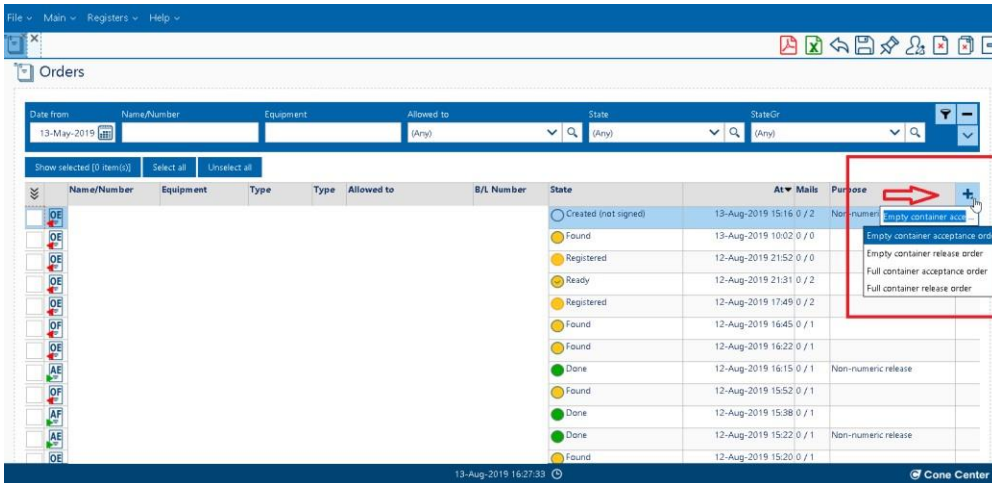 File Main Registers Help
Orders
Date from Name/Number Equipment Allowed to State StateGr
13-May-2019 (Any) (Any) (Any)
Show selected [0 item(s)] Select all Unselect all
Name/Number Equipment Type Type Allowed to B/L Number State At Mails Purpose
OE Created (not signed) 13-Aug-2019 15:16 0 / 2 Non-numeri Empty container acce...
OE Found 13-Aug-2019 10:02 0 / 0 Empty container acceptance orde
OE Registered 12-Aug-2019 21:52 0 / 0 Empty container release order
OE Ready 12-Aug-2019 21:31 0 / 2 Full container acceptance order
OE Registered 12-Aug-2019 17:49 0 / 2 Full container release order
OF Found 12-Aug-2019 16:45 0 / 1
OE Found 12-Aug-2019 16:22 0 / 1
AE Done 12-Aug-2019 16:15 0 / 1 Non-numeric release
OF Found 12-Aug-2019 15:52 0 / 1
AF Done 12-Aug-2019 15:38 0 / 1
AE Done 12-Aug-2019 15:22 0 / 1 Non-numeric release
OE Found 12-Aug-2019 15:20 0 / 1
13-Aug-2019 16:27:33 Cone Center